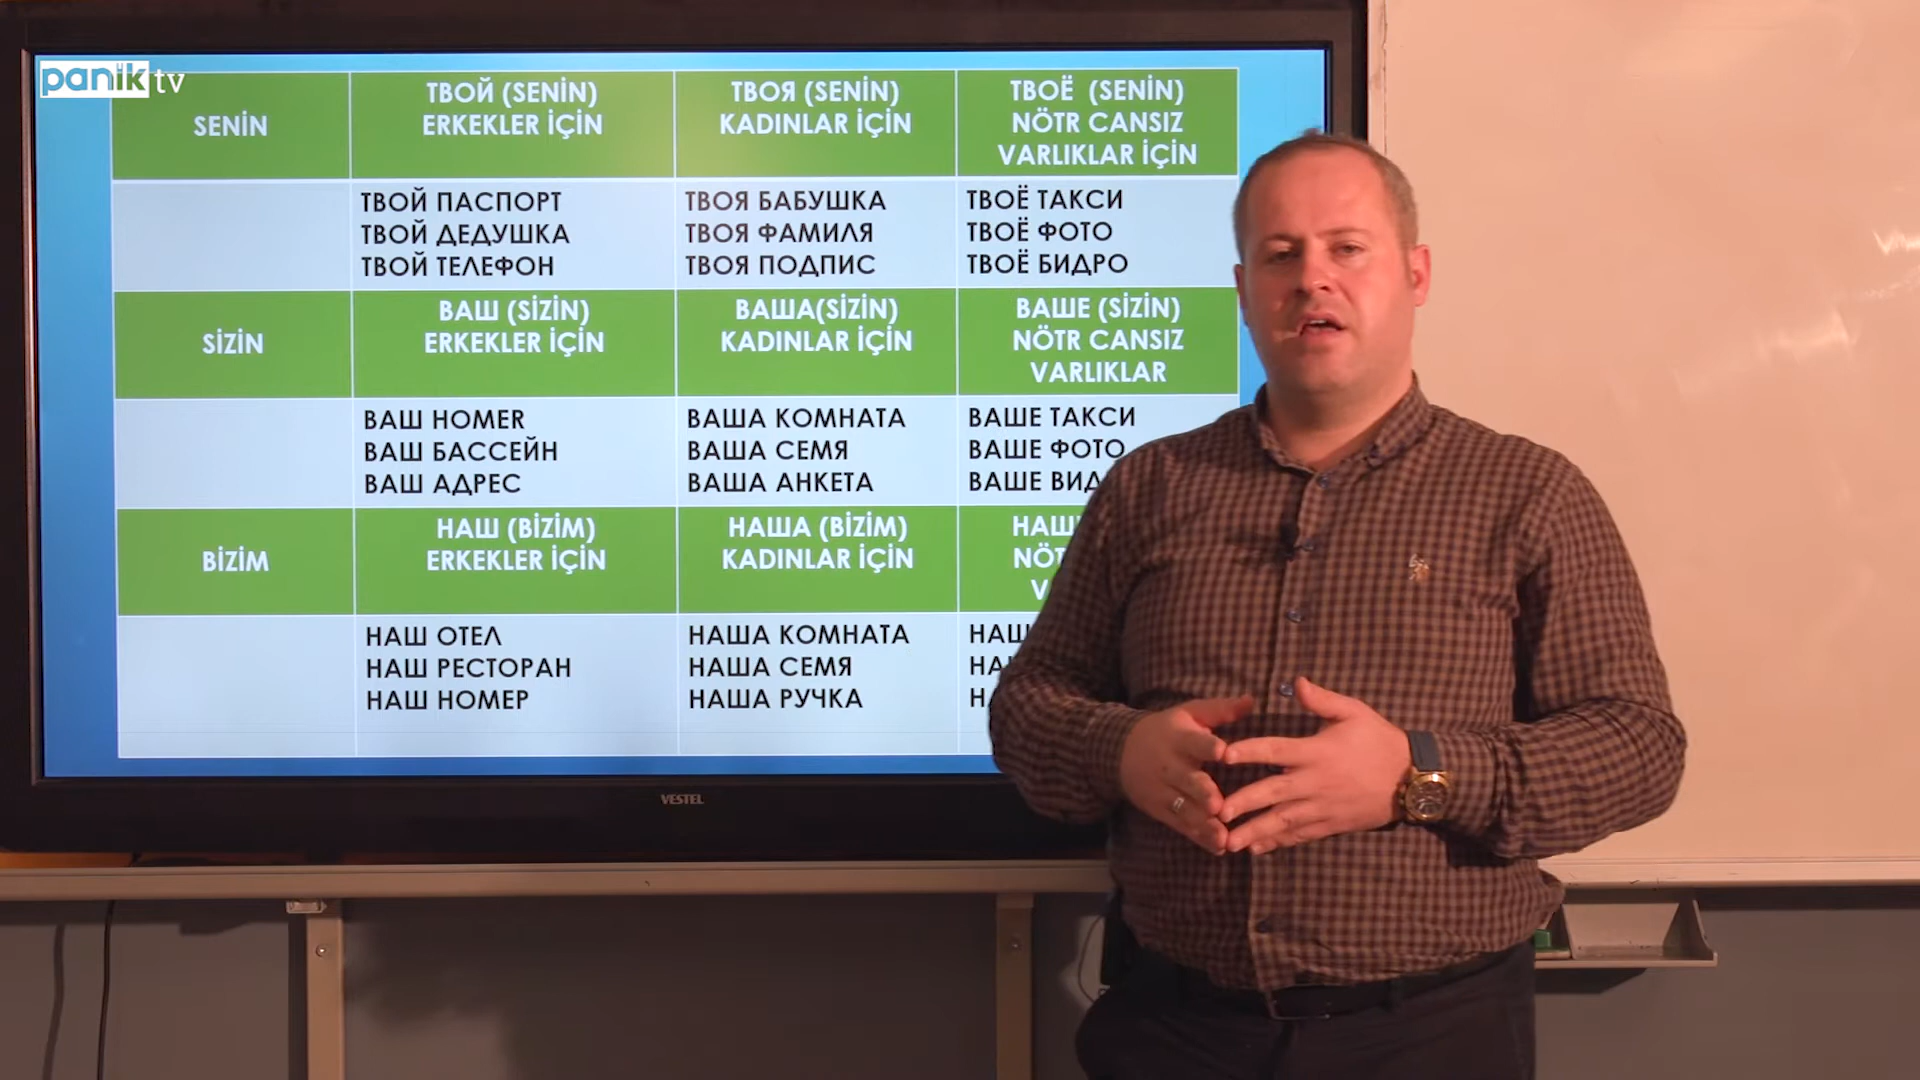 panik tv
SENİN
ТВОЙ (SENİN)
ERKEKLER İÇİN
ТВОЯ (SENİN)
KADINLAR İÇİN
ТВОЁ (SENİN)
NÖTR CANSIZ
VARLIKLAR İÇİN
ТВОЙ ПАСПОРТ
ТВОЙ ДЕДУШКА
ТВОЙ ТЕЛЕФОН
ТВОЯ БАБУШКА
ТВОЯ ФАМИЛЯ
ТВОЯ ПОДПИС
ТВОЁ ТАКСИ
ТВОЁ ФОТО
ТВОЁ БИДРО
SİZİN
ВАШ (SİZİN)
ERKEKLER İÇİN
ВАША(SİZİN)
KADINLAR İÇİN
ВАШЕ (SİZİN)
NÖTR CANSIZ
VARLIKLAR
ВАШ НОМЕR
ВАШ БАССЕЙН
ВАШ АДРЕС
ВАША КОМНАТА
ВАША СЕМЯ
ВАША АНКЕТА
ВАШЕ ТАКСИ
ВАШЕ ФОТО
ВАШЕ
BİZİM
НАШ (BİZİM)
ERKEKLER İÇİN
НАША (BİZİM)
KADINLAR İÇİN
НАШ ОТЕЛ
НАШ РЕСТОРАН
НАШ НОМЕР
НАША КОМНАТА
НАША СЕМЯ
НАША РУЧКА
VESTEL